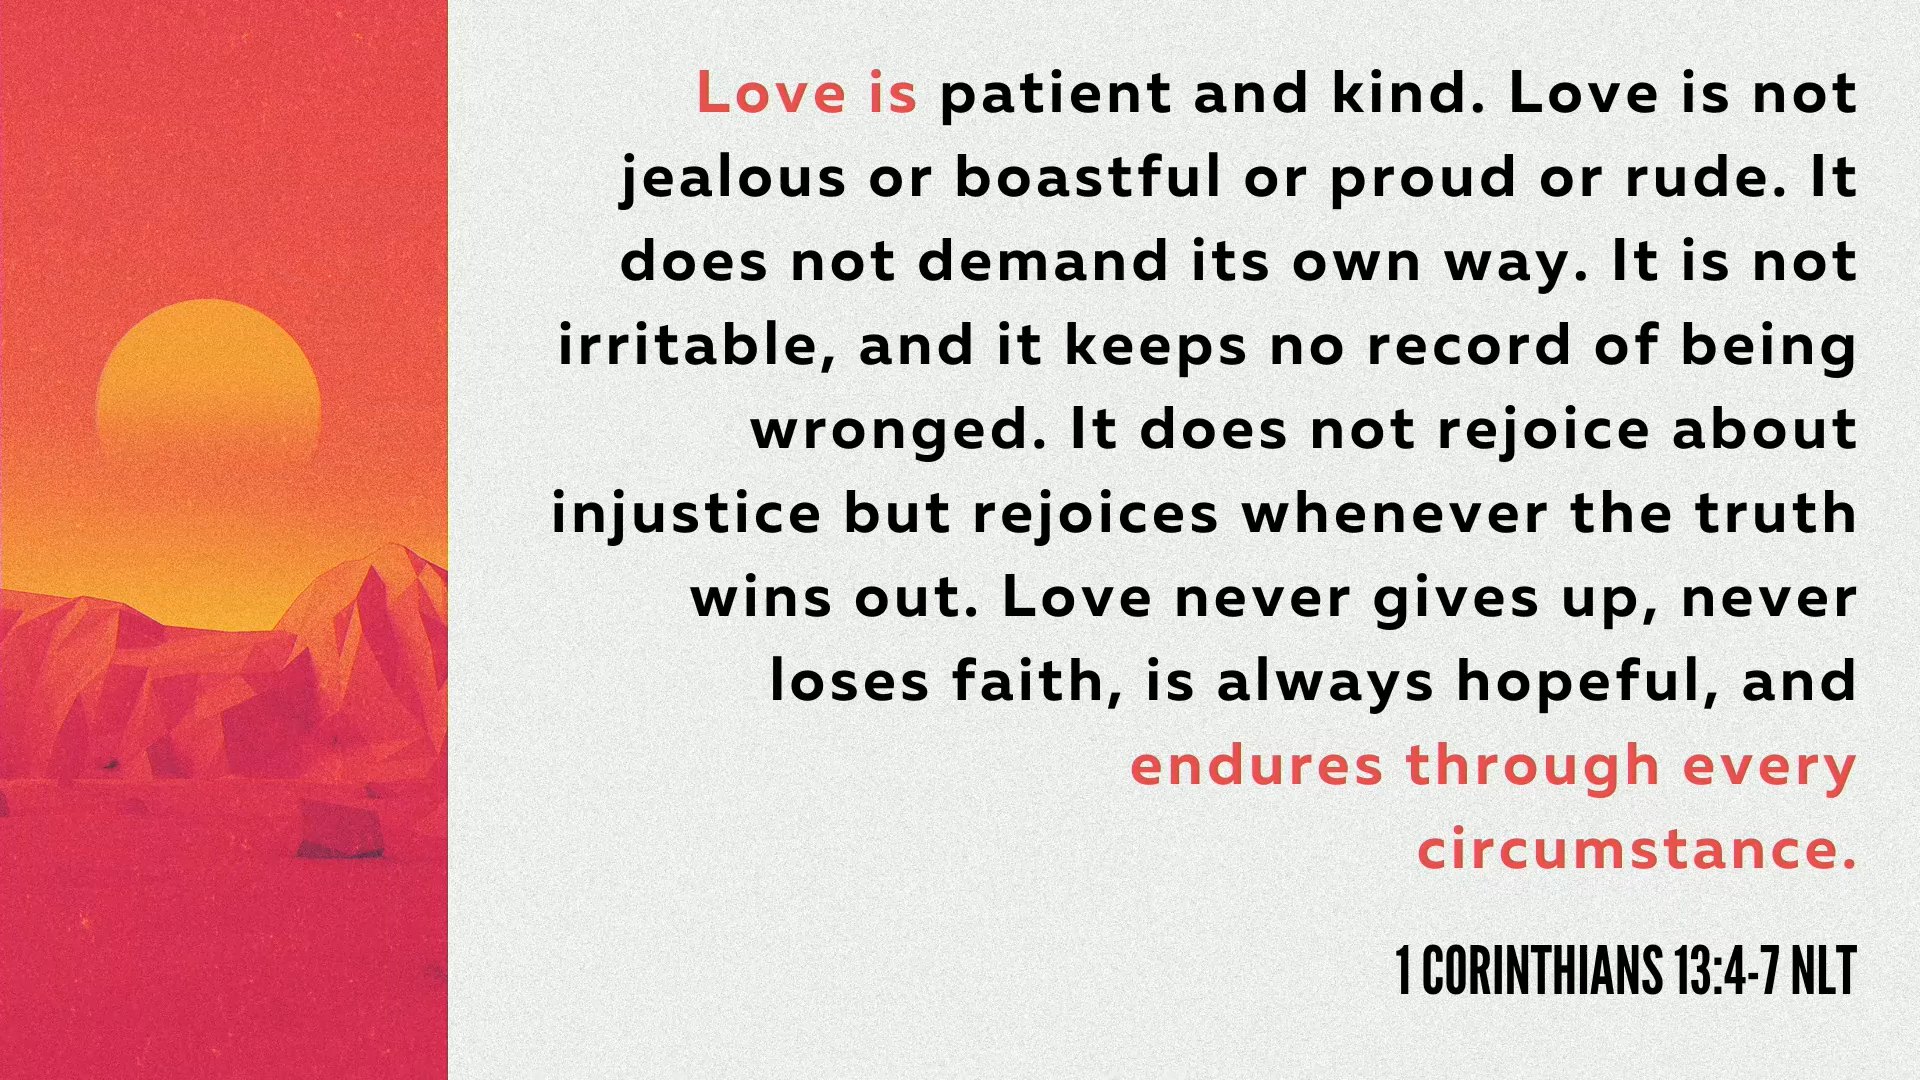 Love is patient and kind. Love is not
jealous or boastful or proud or rude. It
does not demand its own way. It is not
irritable, and it keeps no record of being
wronged. It does not rejoice about
injustice but rejoices whenever the truth
wins out. Love never gives up, never
loses faith, is always hopeful, and
endures through every
circumstance.
1 CORINTHIANS 13:4-7 NLT